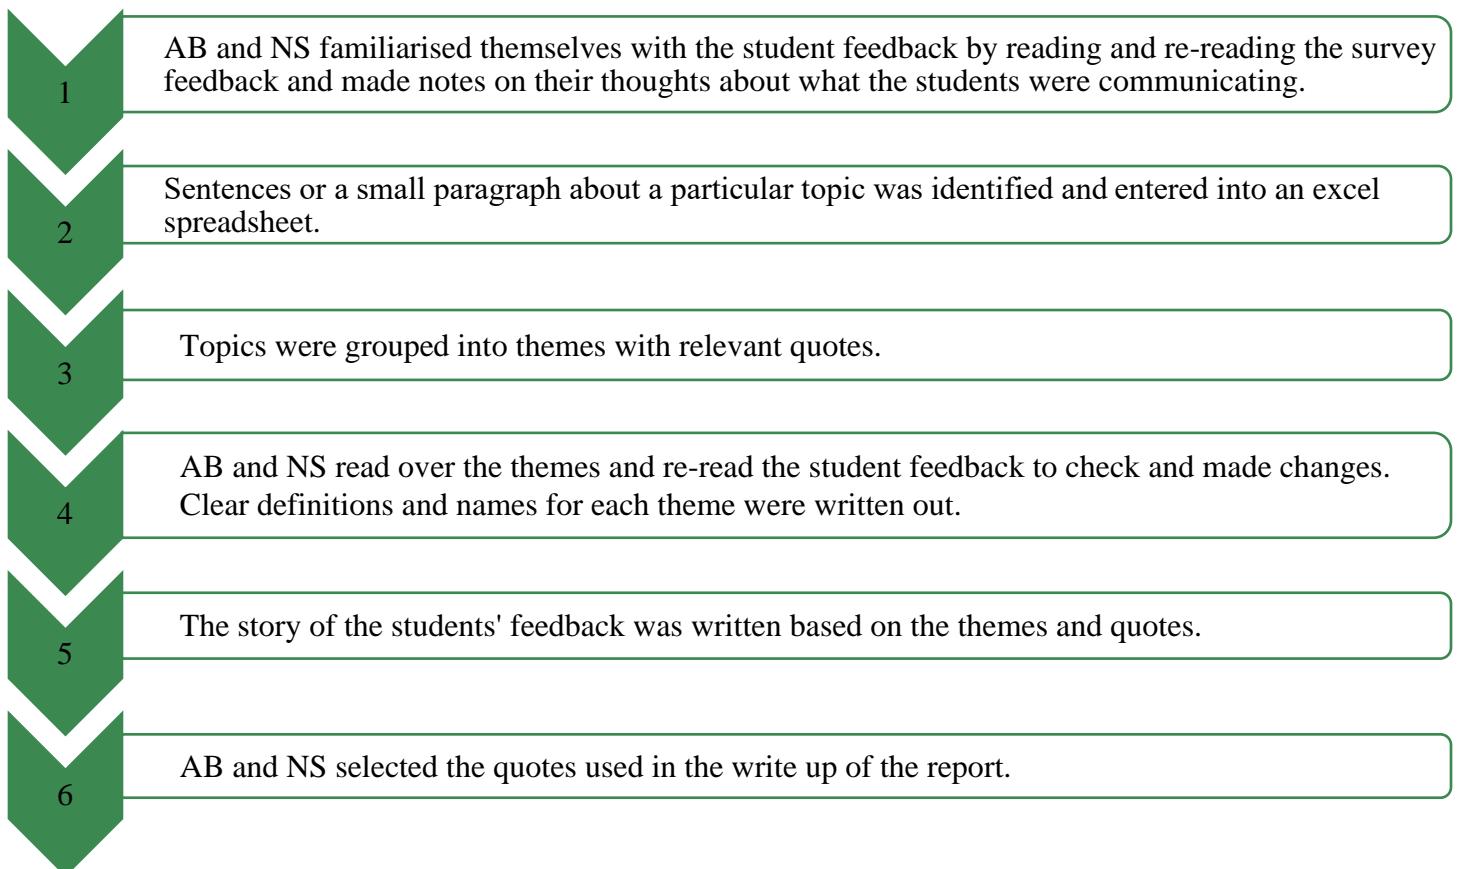 1
AB and NS familiarised themselves with the student feedback by reading and re-reading the survey
feedback and made notes on their thoughts about what the students were communicating.
2
Sentences or a small paragraph about a particular topic was identified and entered into an excel
spreadsheet.
3
Topics were grouped into themes with relevant quotes.
4
AB and NS read over the themes and re-read the student feedback to check and made changes.
Clear definitions and names for each theme were written out.
5
The story of the students' feedback was written based on the themes and quotes.
6
AB and NS selected the quotes used in the write up of the report.